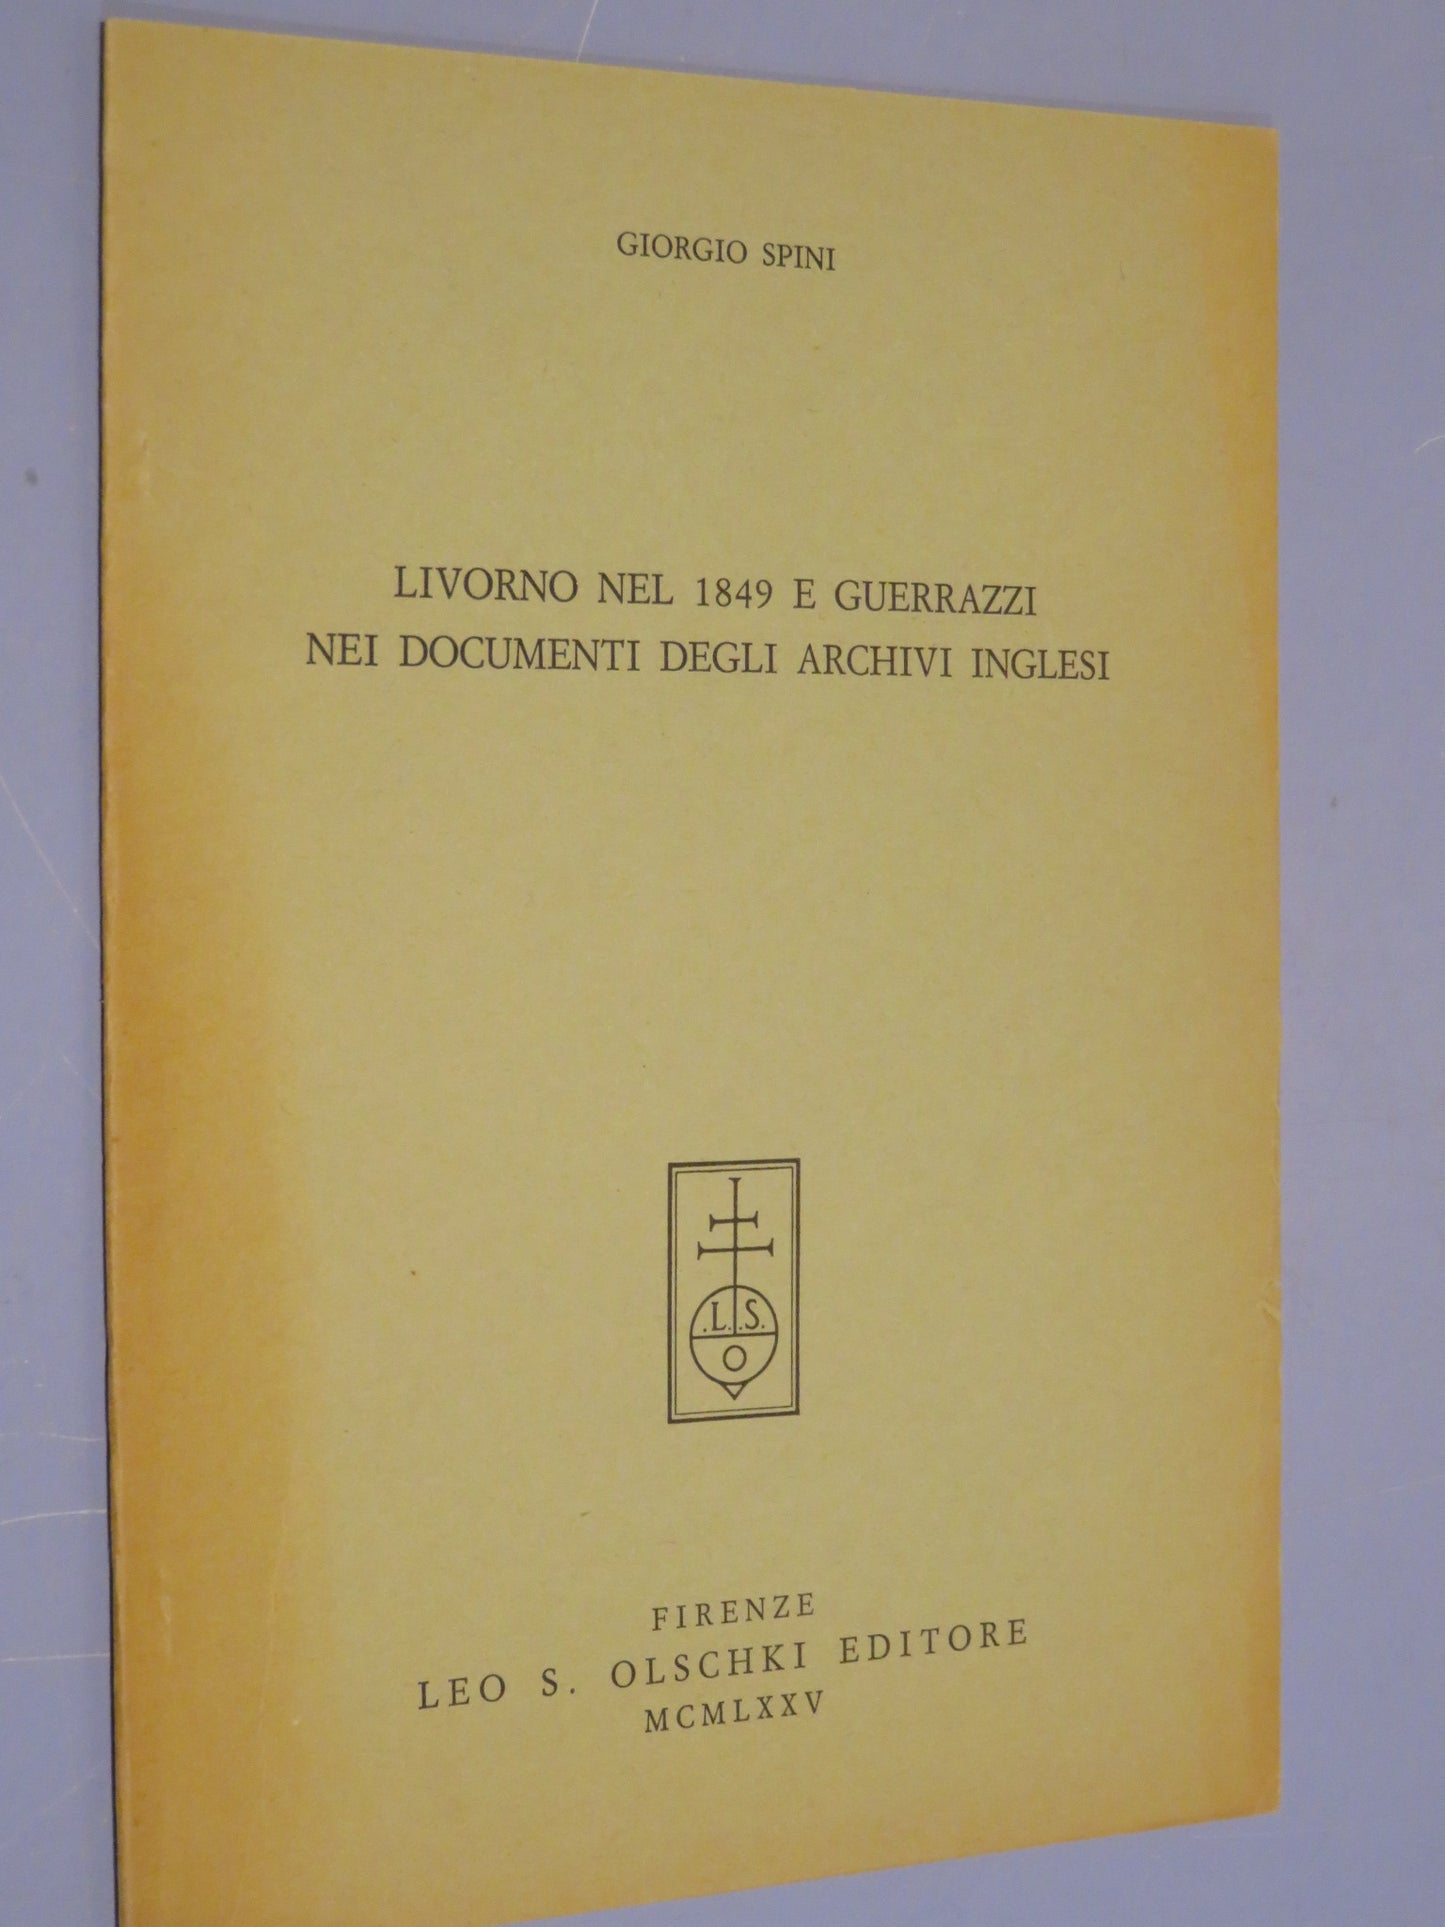 GIORGIO SPINI
LIVORNO NEL 1849 E GUERRAZZI
NEI DOCUMENTI DEGLI ARCHIVI INGLESI
.L.S.
O
FIRENZE
LEO S. OLSCHKI EDITORE
MCMLXXV